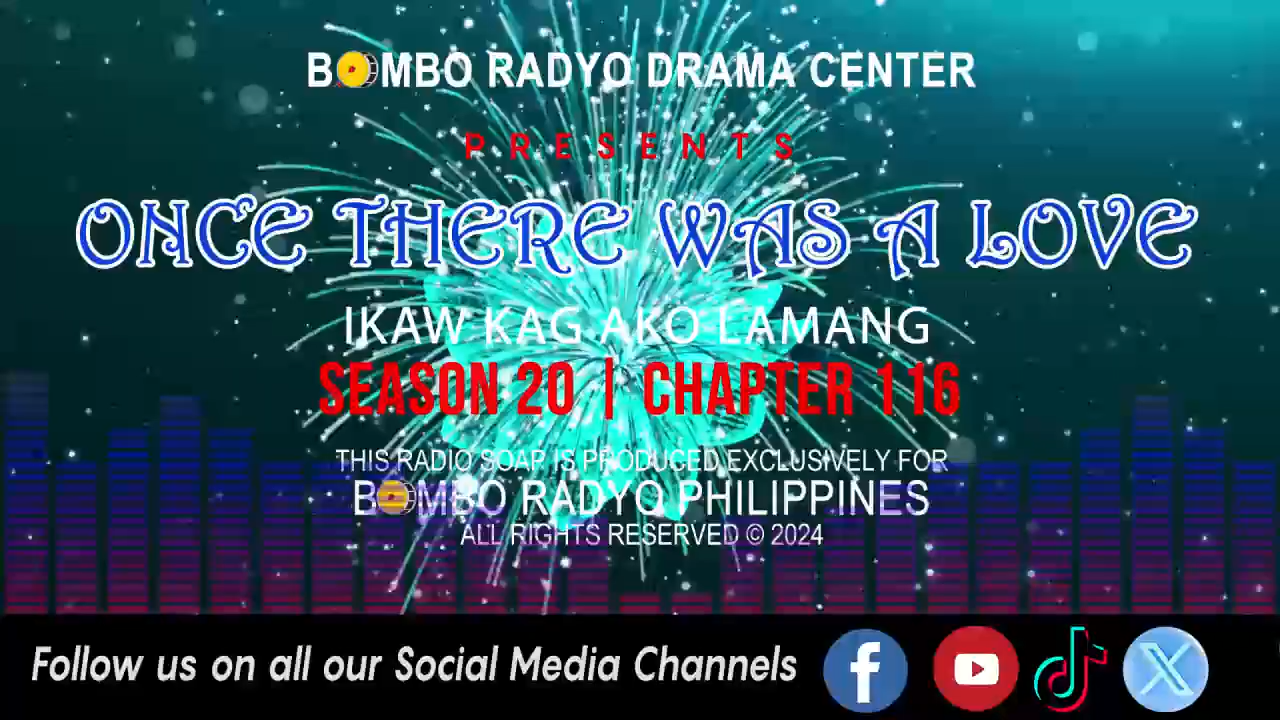 BOMBO RADYO DRAMA CENTER
PRESENTS
ONCE THERE WAS A LOVE
IKAW KAG AKO LAMANG
SEASON 20 | CHAPTER 116
THIS RADIO SOAP IS PRODUCED EXCLUSIVELY FOR
BOMBO RADYO PHILIPPINES
ALL RIGHTS RESERVED © 2024
Follow us on all our Social Media Channels